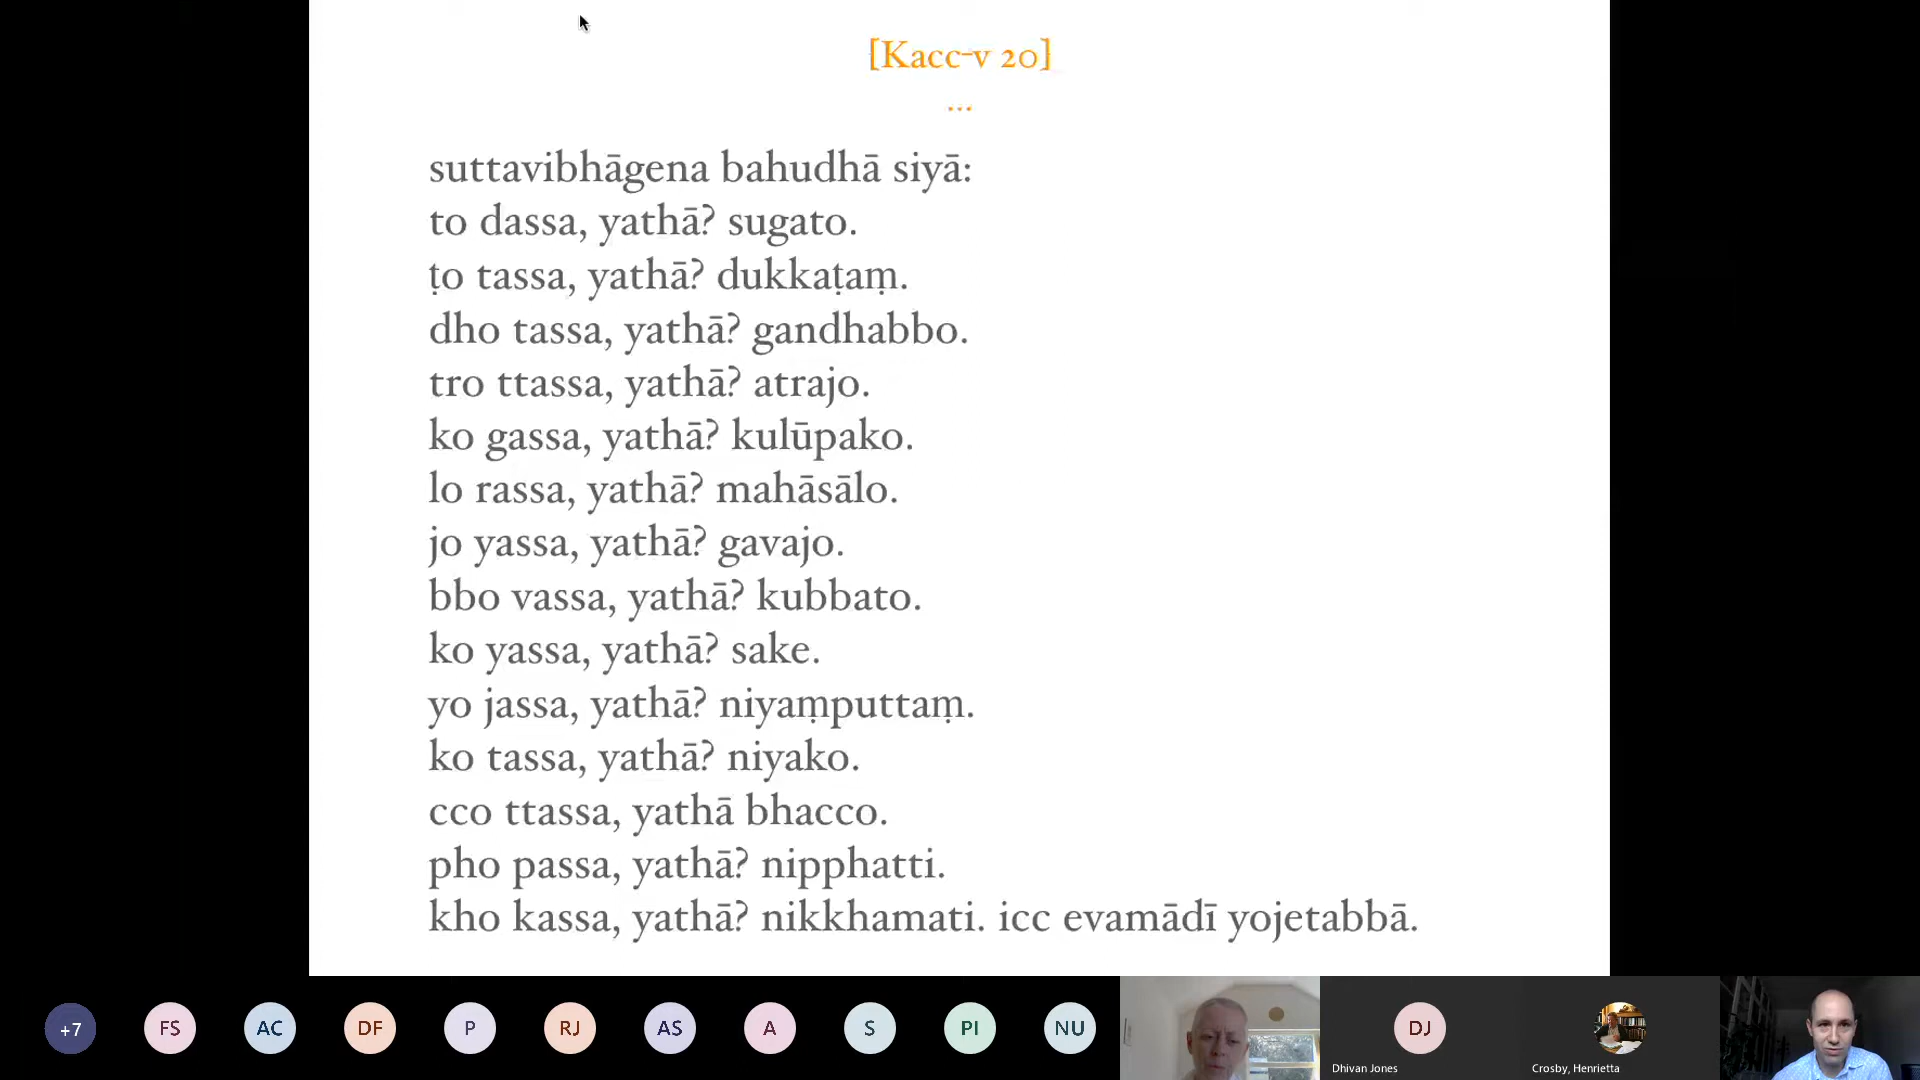 [Kacc-v 20]
...
suttavibhāgena bahudhā siyā:
to dassa, yathā? sugato.
ṭo tassa, yathā? dukkaṭaṃ.
dho tassa, yathā? gandhabbo.
tro ttassa, yathā? atrajo.
ko gassa, yathā? kulūpako.
lo rassa, yathā? mahāsālo.
jo yassa, yathā? gavajo.
bbo vassa, yathā? kubbato.
ko yassa, yathā? sake.
yo jassa, yathā? niyaṃputtaṃ.
ko tassa, yathā? niyako.
cco ttassa, yathā bhacco.
pho passa, yathā? nipphatti.
kho kassa, yathā? nikkhamati. icc evamādī yojetabbā.
+7 FS AC DF P RJ AS A S PI NU DJ
Dhivan Jones Crosby, Henrietta